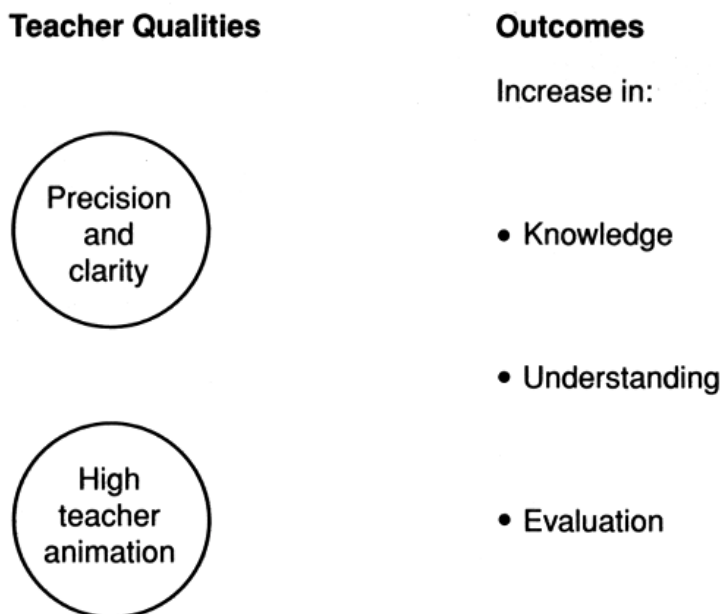 Teacher Qualities
Outcomes
Increase in:
Precision
and
clarity
• Knowledge
• Understanding
High
teacher
animation
• Evaluation